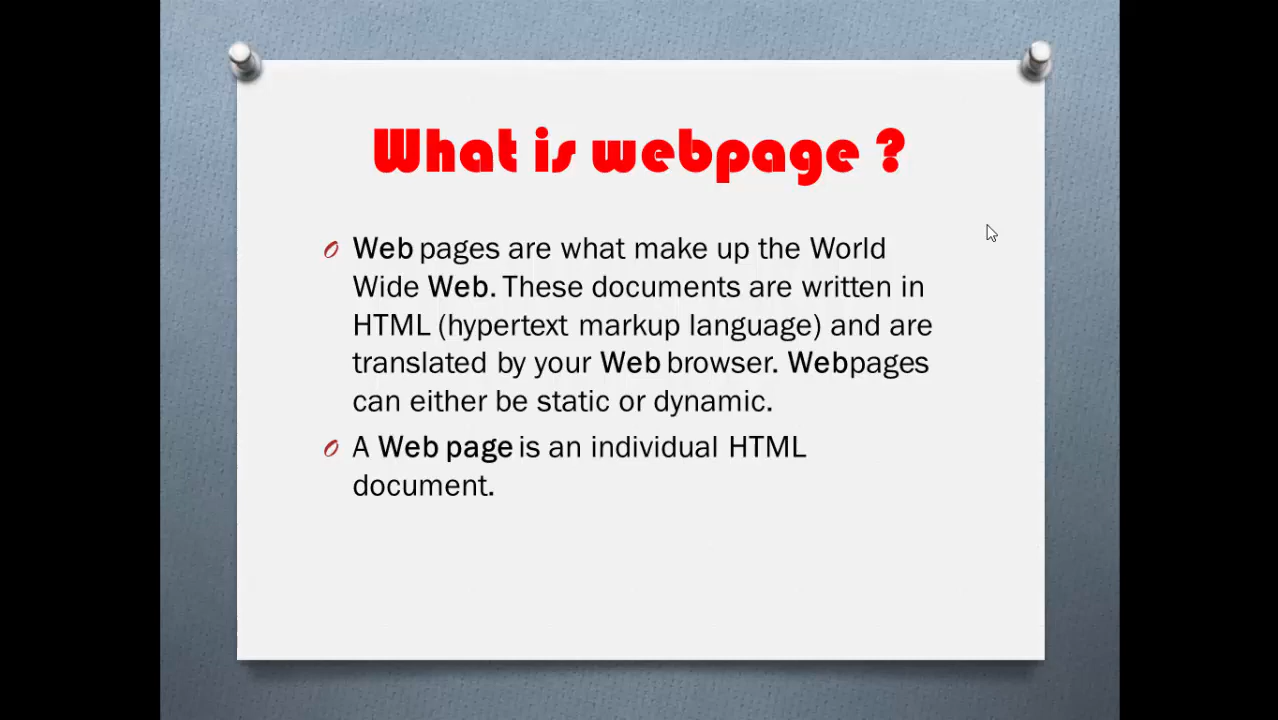 What is webpage ?
Web pages are what make up the World
Wide Web. These documents are written in
HTML (hypertext markup language) and are
translated by your Web browser. Webpages
can either be static or dynamic.
A Web page is an individual HTML
document.